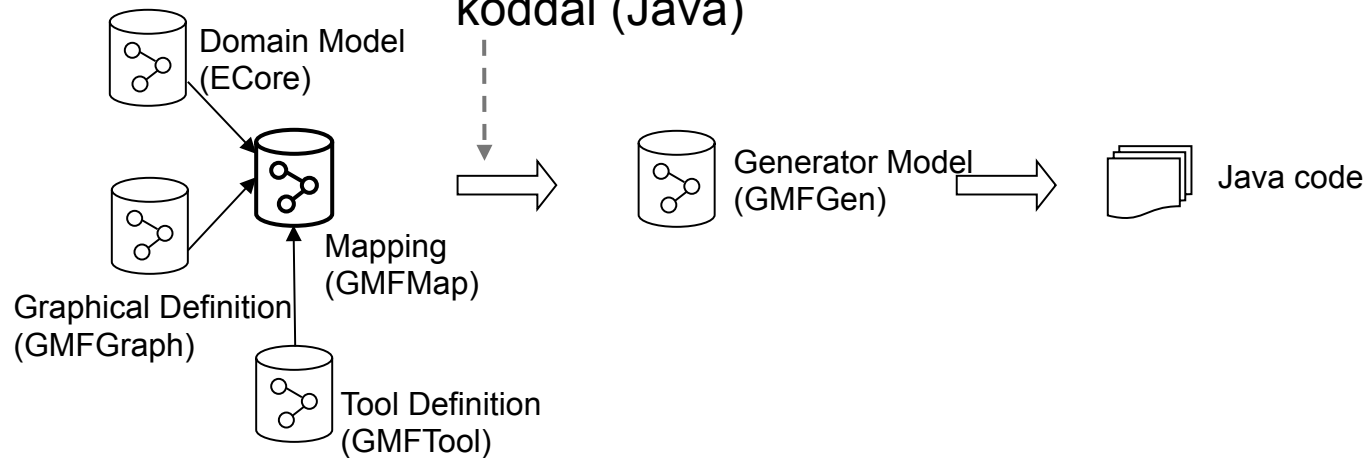 koddal (Java)
Domain Model
(ECore)
Generator Model
(GMFGen)
Java code
Mapping
(GMFMap)
Graphical Definition
(GMFGraph)
Tool Definition
(GMFTool)